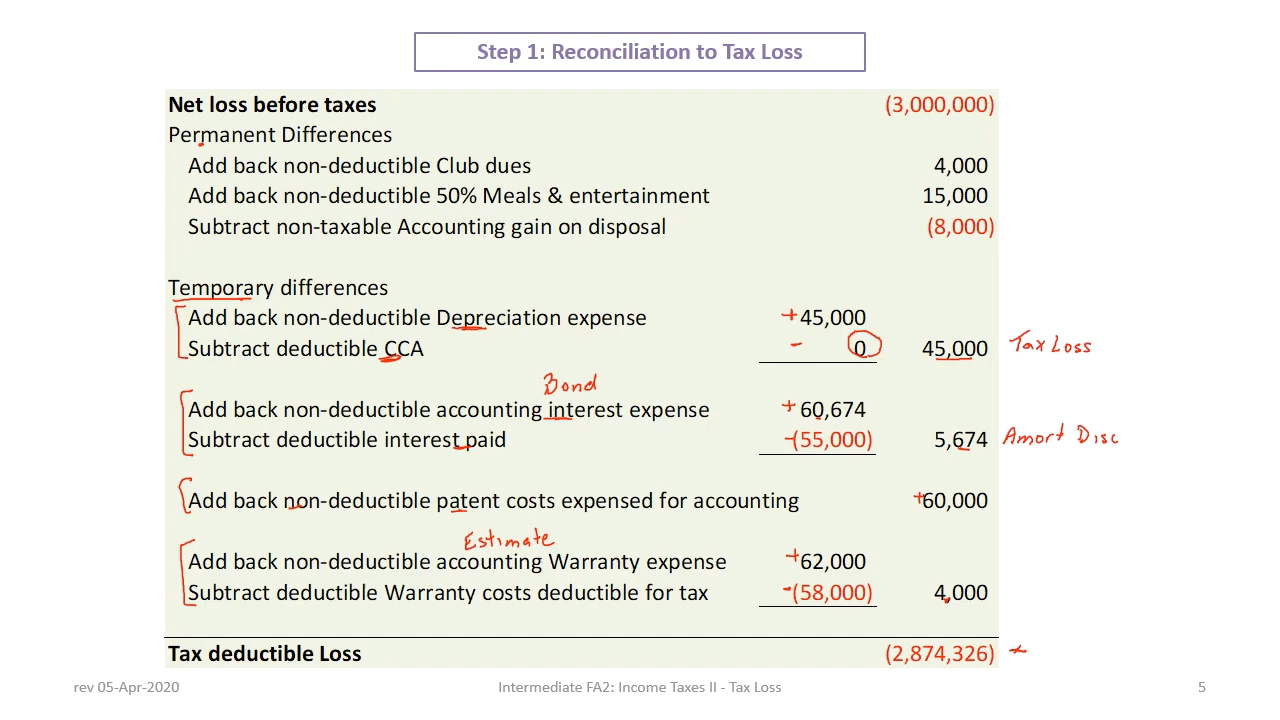 Step 1: Reconciliation to Tax Loss
Net loss before taxes (3,000,000)
Permanent Differences
Add back non-deductible Club dues 4,000
Add back non-deductible 50% Meals & entertainment 15,000
Subtract non-taxable Accounting gain on disposal (8,000)
Temporary differences
Add back non-deductible Depreciation expense +45,000
Subtract deductible CCA - 0 45,000 Tax Loss
Bond
Add back non-deductible accounting interest expense +60,674
Subtract deductible interest paid -(55,000) 5,674 Amort Disc
Add back non-deductible patent costs expensed for accounting +60,000
Estimate
Add back non-deductible accounting Warranty expense +62,000
Subtract deductible Warranty costs deductible for tax -(58,000) 4,000
Tax deductible Loss (2,874,326)
rev 05-Apr-2020 Intermediate FA2: Income Taxes II - Tax Loss 5